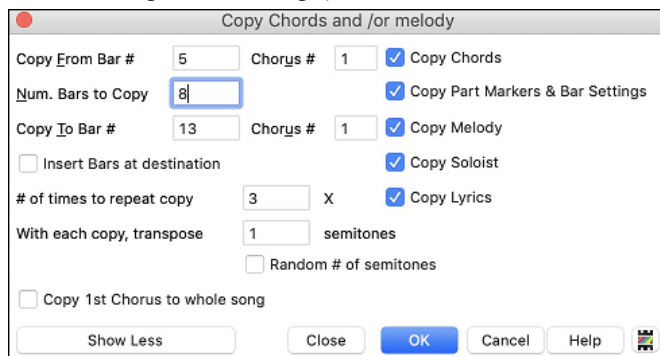 Copy Chords and /or melody
Copy From Bar # 5 Chorus # 1 Copy Chords
Num. Bars to Copy 8 Copy Part Markers & Bar Settings
Copy To Bar # 13 Chorus # 1 Copy Melody
Insert Bars at destination Copy Soloist
# of times to repeat copy 3 X Copy Lyrics
With each copy, transpose 1 semitones
Random # of semitones
Copy 1st Chorus to whole song
Show Less Close OK Cancel Help